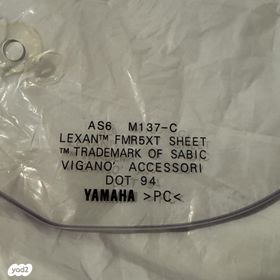 AS6 M137-C
LEXAN™ FMR5XT SHEET
™ TRADEMARK OF SABIC
VIGANO' ACCESSORI
DOT 94
YAMAHA >PC<
yad2